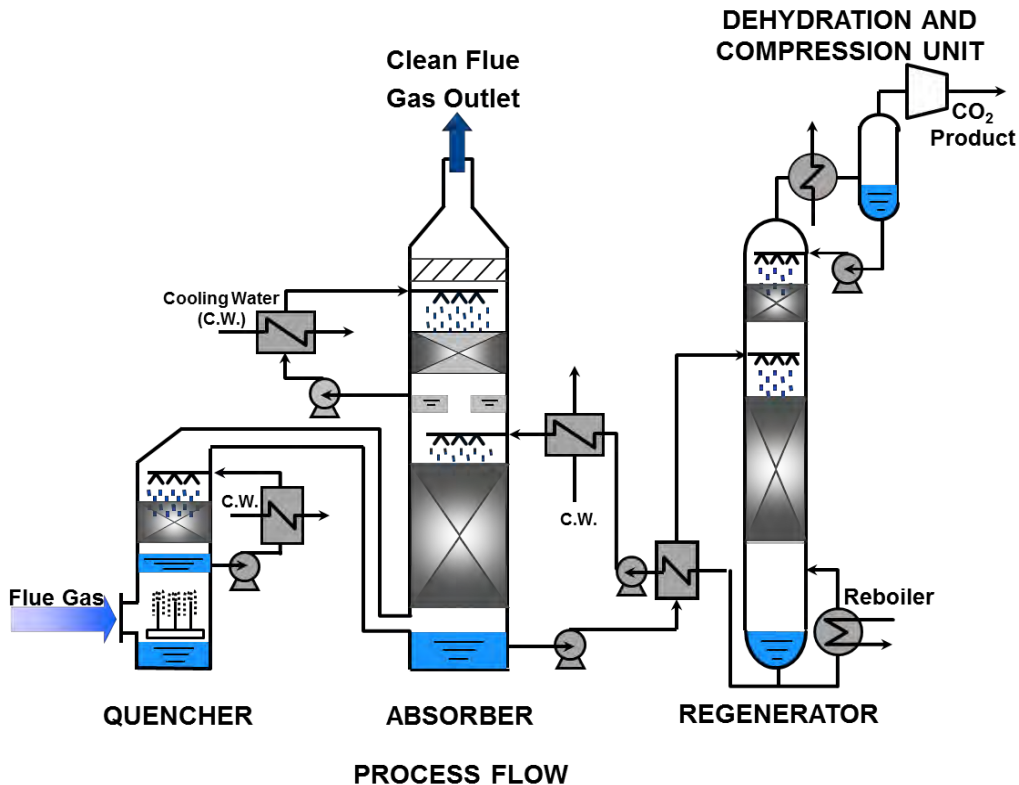 DEHYDRATION AND
COMPRESSION UNIT
Clean Flue
Gas Outlet
CO₂
Product
Cooling Water
(C.W.)
C.W.
C.W.
Flue Gas
Reboiler
QUENCHER
ABSORBER
REGENERATOR
PROCESS FLOW